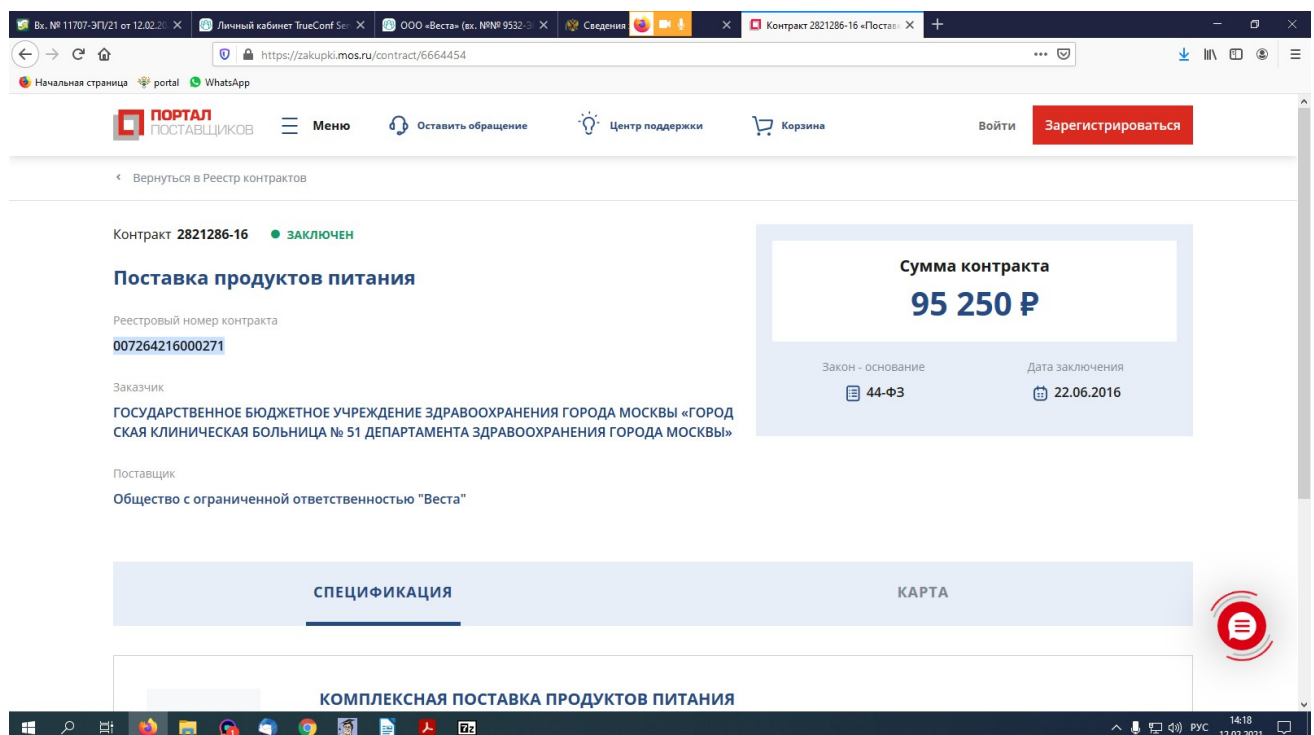 Вх. № 11707-ЭП/21 от 12.02.20
Личный кабинет TrueConf Ser
ООО «Веста» (вх. №№ 9532-Э
Сведения
Контракт 2821286-16 «Постав
https://zakupki.mos.ru/contract/6664454
Начальная страница portal WhatsApp
ПОРТАЛ
ПОСТАВЩИКОВ
Меню
Оставить обращение
Центр поддержки
Корзина
Войти
Зарегистрироваться
Вернуться в Реестр контрактов
Контракт 2821286-16 ЗАКЛЮЧЕН
Поставка продуктов питания
Реестровый номер контракта
007264216000271
Заказчик
ГОСУДАРСТВЕННОЕ БЮДЖЕТНОЕ УЧРЕЖДЕНИЕ ЗДРАВООХРАНЕНИЯ ГОРОДА МОСКВЫ «ГОРОД
СКАЯ КЛИНИЧЕСКАЯ БОЛЬНИЦА № 51 ДЕПАРТАМЕНТА ЗДРАВООХРАНЕНИЯ ГОРОДА МОСКВЫ»
Поставщик
Общество с ограниченной ответственностью "Веста"
Сумма контракта
95 250 ₽
Закон - основание
44-ФЗ
Дата заключения
22.06.2016
СПЕЦИФИКАЦИЯ
КАРТА
КОМПЛЕКСНАЯ ПОСТАВКА ПРОДУКТОВ ПИТАНИЯ
7z
РУС
14:18
12.02.2021